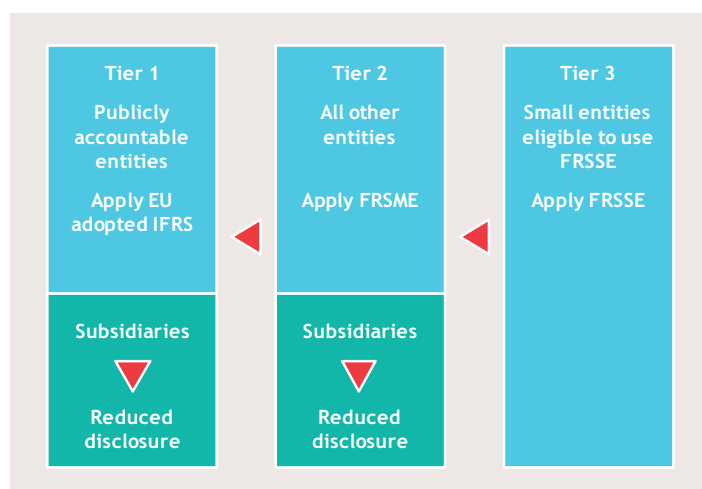 Tier 1
Publicly
accountable
entities
Apply EU
adopted IFRS
Subsidiaries
Reduced
disclosure
Tier 2
All other
entities
Apply FRSME
Subsidiaries
Reduced
disclosure
Tier 3
Small entities
eligible to use
FRSSE
Apply FRSSE